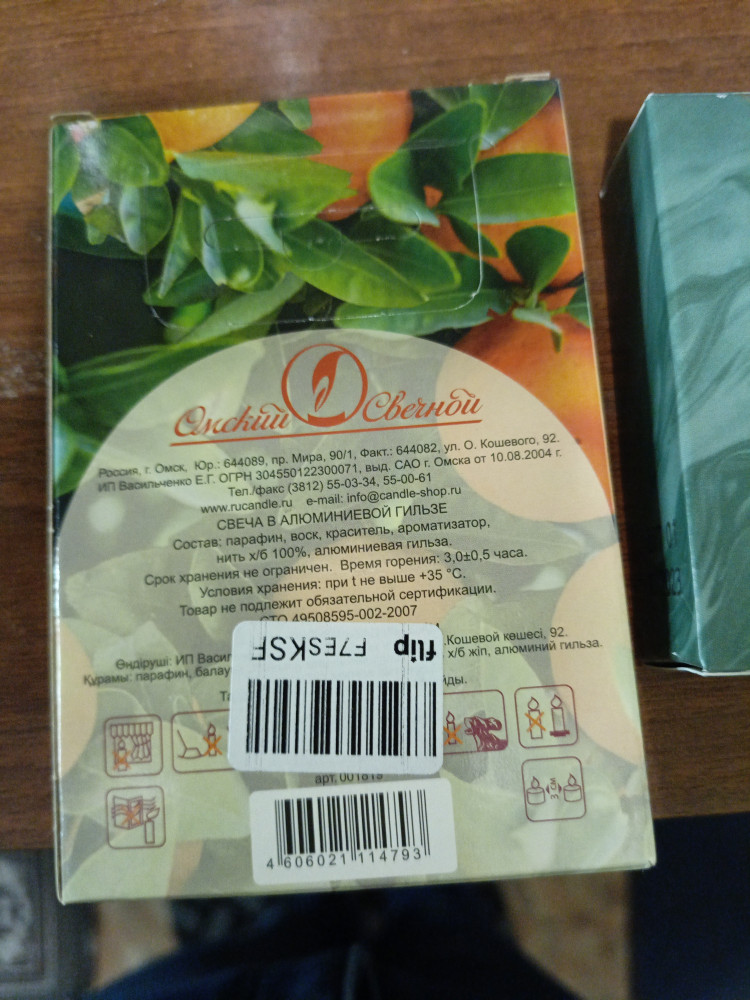 Омский Свечной
Россия, г. Омск, Юр.: 644089, пр. Мира, 90/1, Факт.: 644082, ул. О. Кошевого, 92.
ИП Васильченко Е.Г. ОГРН 304550122300071, выд. САО г. Омска от 10.08.2004 г.
Тел./факс (3812) 55-03-34, 55-00-61
www.rucandle.ru e-mail: info@candle-shop.ru
СВЕЧА В АЛЮМИНИЕВОЙ ГИЛЬЗЕ
Состав: парафин, воск, краситель, ароматизатор,
нить х/б 100%, алюминиевая гильза.
Срок хранения не ограничен. Время горения: 3,0±0,5 часа.
Условия хранения: при t не выше +35 °С.
Товар не подлежит обязательной сертификации.
СТО 49508595-002-2007
Өндіруші: ИП Васил Кошевой көшесі, 92.
Құрамы: парафин, балау х/б жіп, алюминий гильза.
flip F7ESKSF
3 см
арт. 001819
4 606021 114793